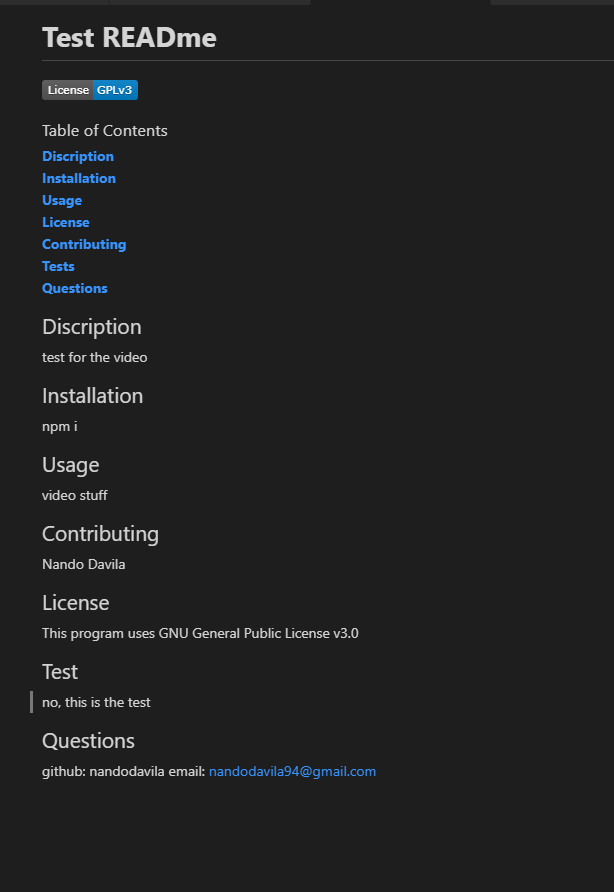 Test READme
License GPLv3
Table of Contents
Discription
Installation
Usage
License
Contributing
Tests
Questions
Discription
test for the video
Installation
npm i
Usage
video stuff
Contributing
Nando Davila
License
This program uses GNU General Public License v3.0
Test
no, this is the test
Questions
github: nandodavila email: nandodavila94@gmail.com